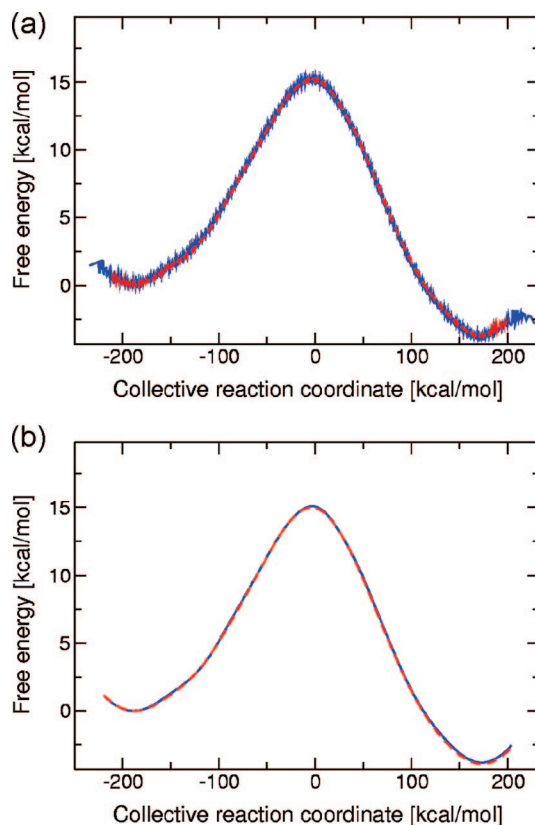 (a)
Free energy [kcal/mol]
15
10
5
0
-200 -100 0 100 200
Collective reaction coordinate [kcal/mol]
(b)
Free energy [kcal/mol]
15
10
5
0
-200 -100 0 100 200
Collective reaction coordinate [kcal/mol]